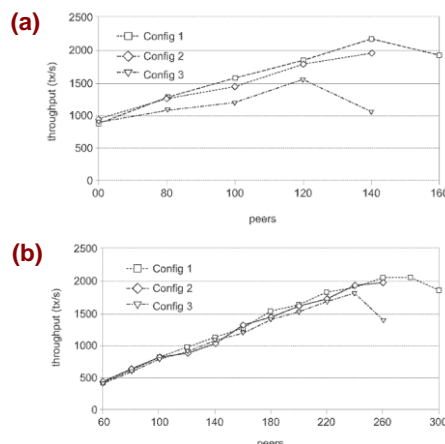 (a)
2500
2000
1500
1000
500
0
throughput (tx/s)
Config 1
Config 2
Config 3
00
80
100
120
140
160
peers
(b)
2500
2000
1500
1000
500
0
throughput (tx/s)
Config 1
Config 2
Config 3
60
100
140
180
220
260
300
peers